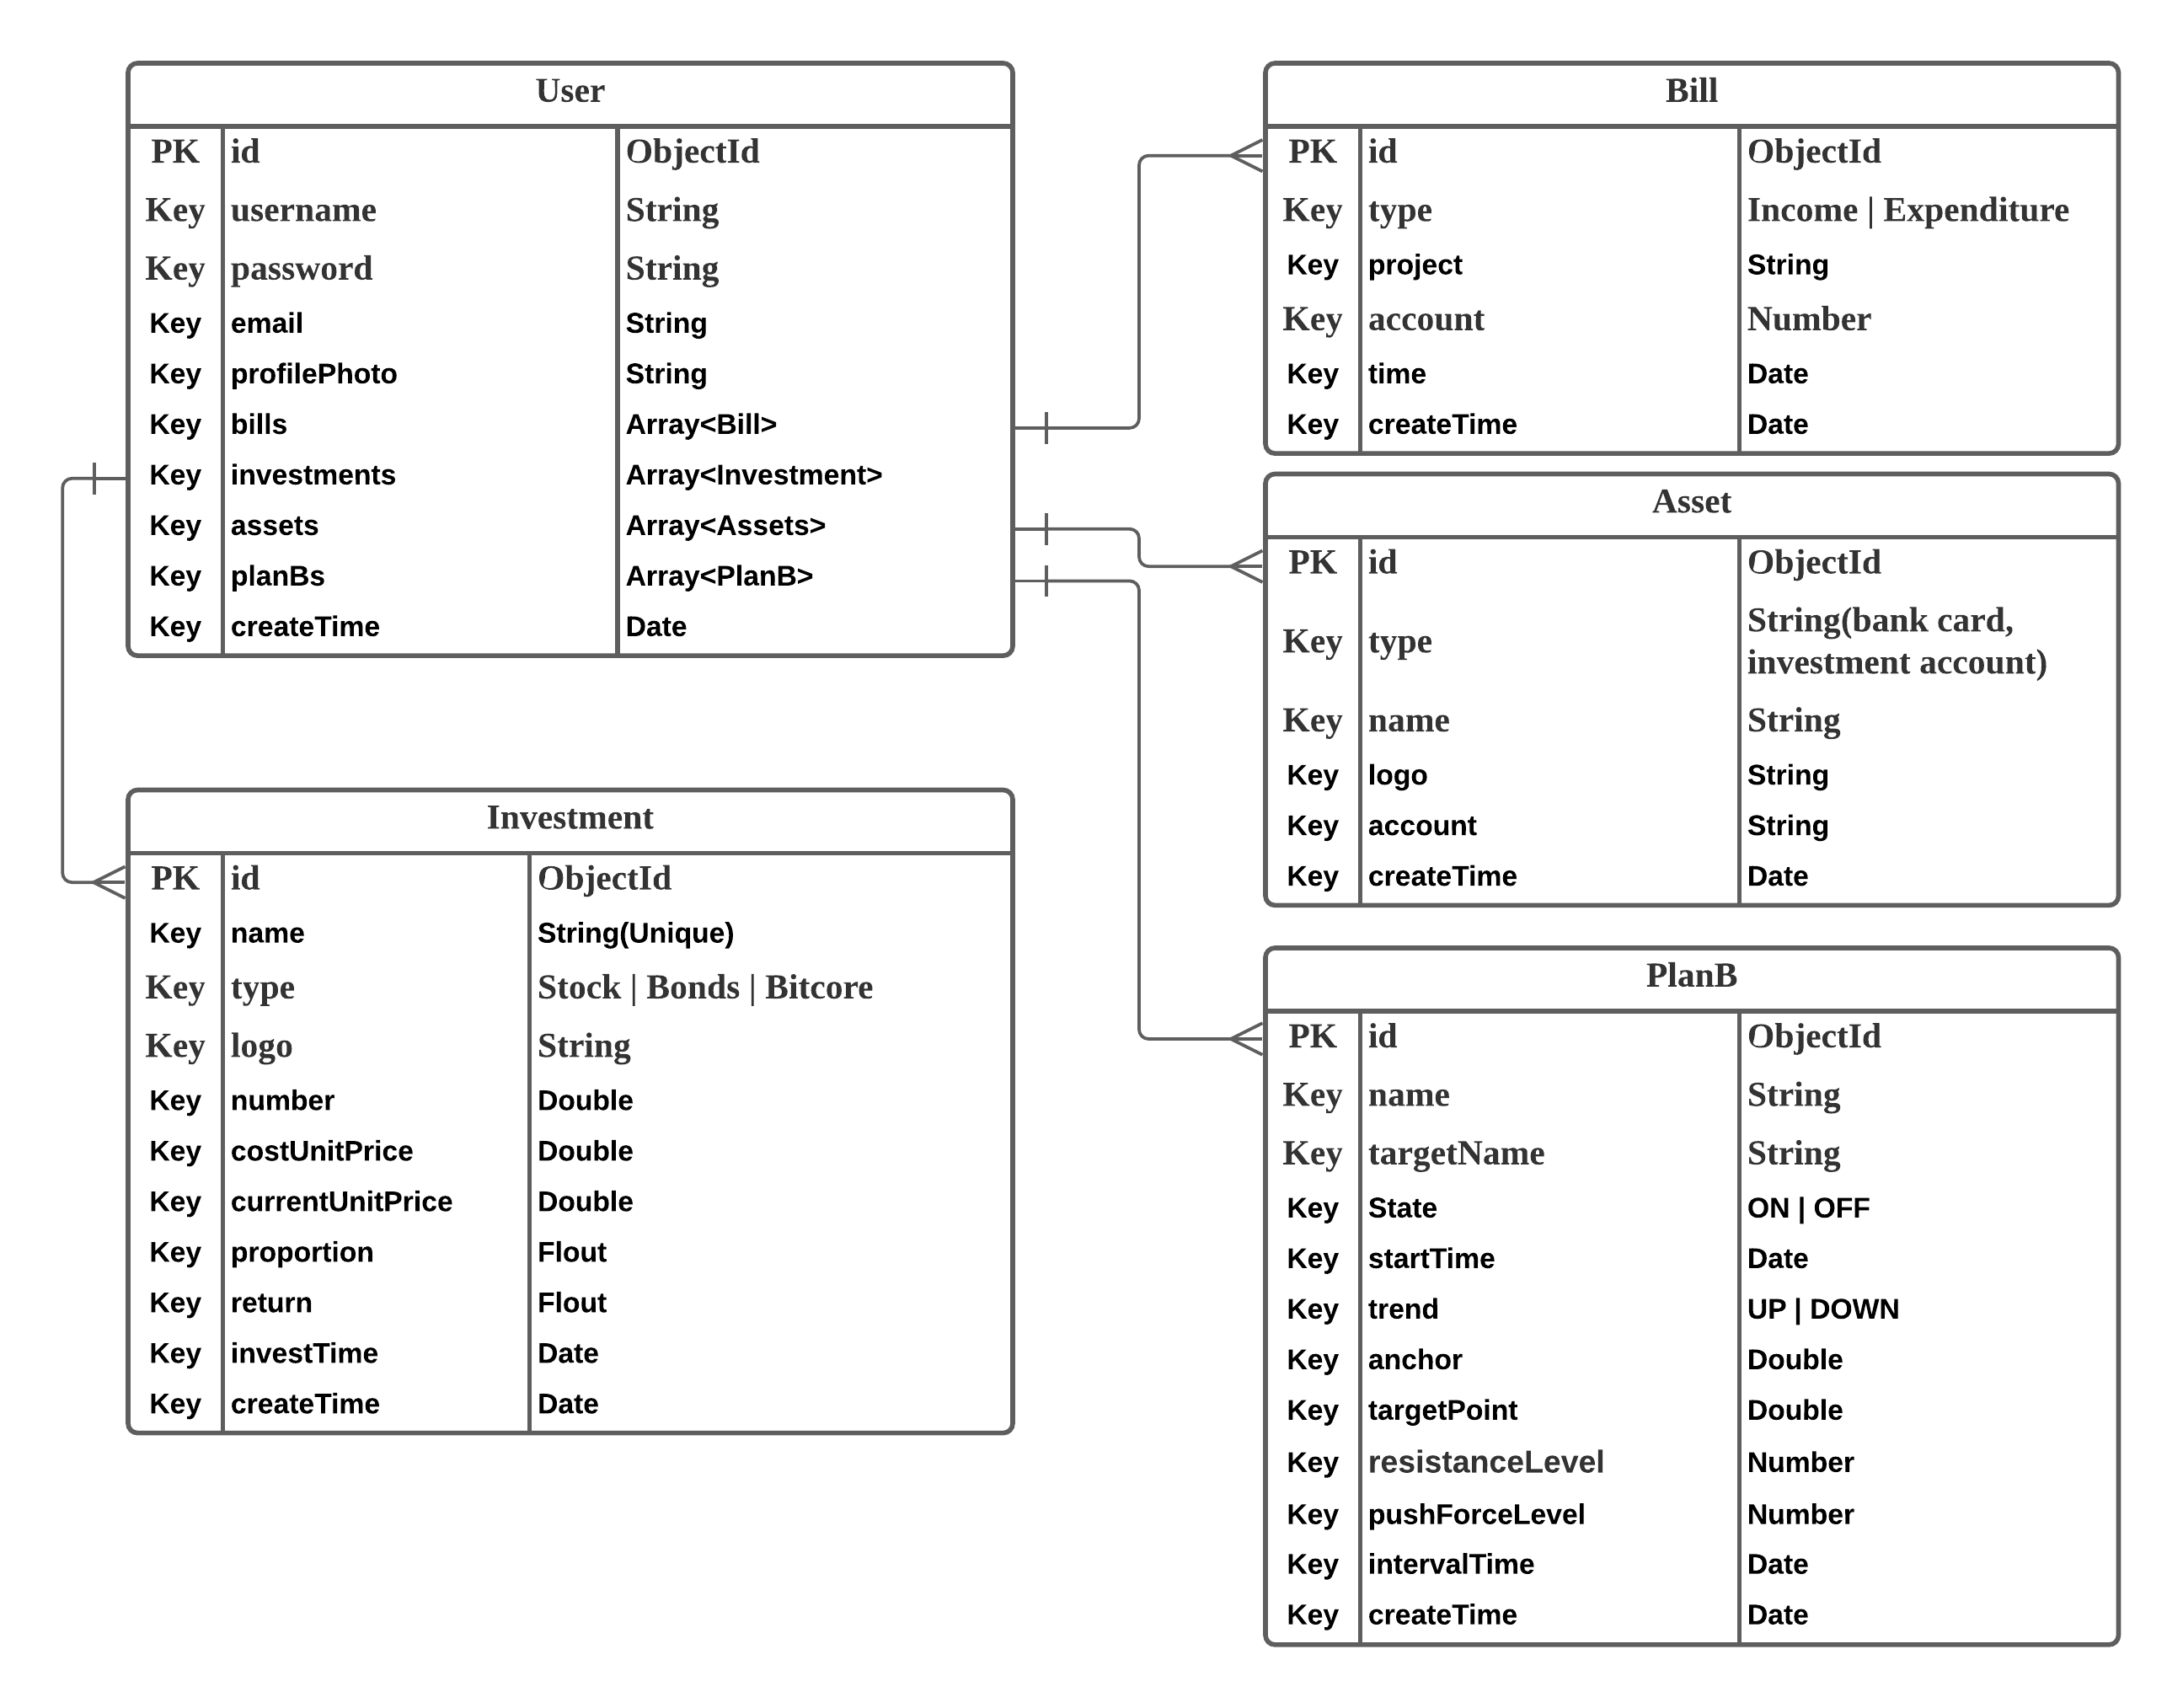 User
PK id ObjectId
Key username String
Key password String
Key email String
Key profilePhoto String
Key bills Array<Bill>
Key investments Array<Investment>
Key assets Array<Assets>
Key planBs Array<PlanB>
Key createTime Date
Bill
PK id ObjectId
Key type Income | Expenditure
Key project String
Key account Number
Key time Date
Key createTime Date
Asset
PK id ObjectId
Key type String(bank card,
investment account)
Key name String
Key logo String
Key account String
Key createTime Date
Investment
PK id ObjectId
Key name String(Unique)
Key type Stock | Bonds | Bitcore
Key logo String
Key number Double
Key costUnitPrice Double
Key currentUnitPrice Double
Key proportion Flout
Key return Flout
Key investTime Date
Key createTime Date
PlanB
PK id ObjectId
Key name String
Key targetName String
Key State ON | OFF
Key startTime Date
Key trend UP | DOWN
Key anchor Double
Key targetPoint Double
Key resistanceLevel Number
Key pushForceLevel Number
Key intervalTime Date
Key createTime Date